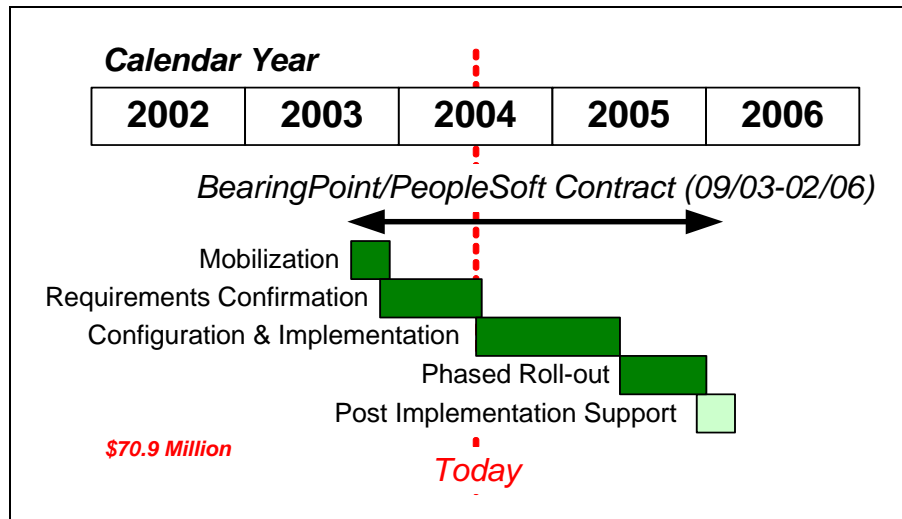 Calendar Year
2002 2003 2004 2005 2006
BearingPoint/PeopleSoft Contract (09/03-02/06)
Mobilization
Requirements Confirmation
Configuration & Implementation
Phased Roll-out
Post Implementation Support
$70.9 Million
Today